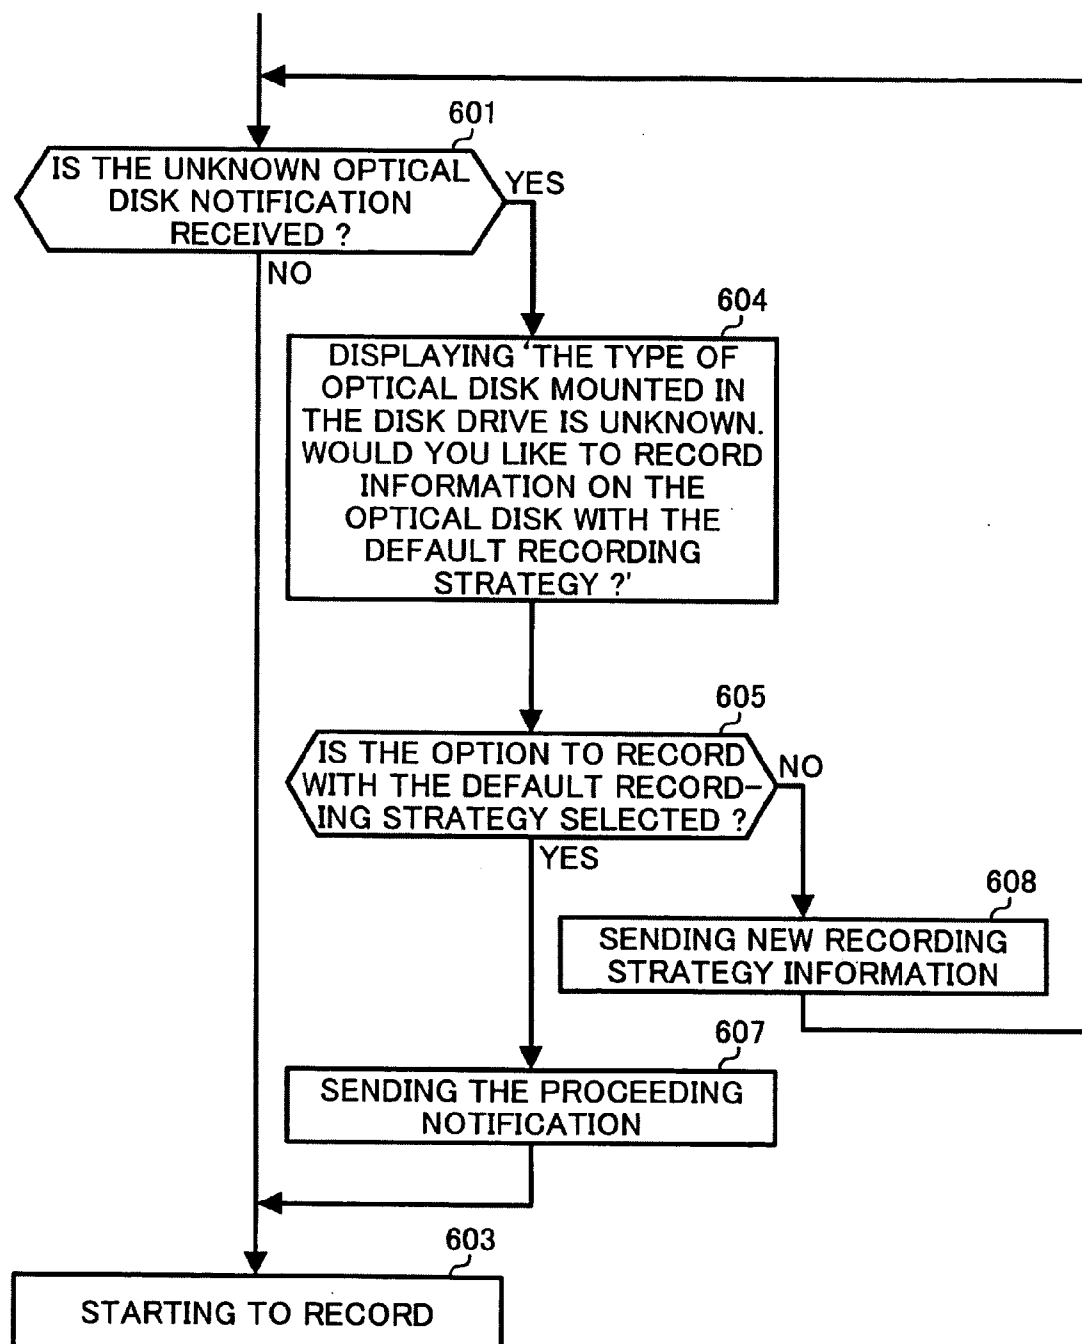 601
IS THE UNKNOWN OPTICAL
DISK NOTIFICATION
RECEIVED ?
YES
NO
604
DISPLAYING 'THE TYPE OF
OPTICAL DISK MOUNTED IN
THE DISK DRIVE IS UNKNOWN.
WOULD YOU LIKE TO RECORD
INFORMATION ON THE
OPTICAL DISK WITH THE
DEFAULT RECORDING
STRATEGY ?'
605
IS THE OPTION TO RECORD
WITH THE DEFAULT RECORD-
ING STRATEGY SELECTED ?
NO
YES
608
SENDING NEW RECORDING
STRATEGY INFORMATION
607
SENDING THE PROCEEDING
NOTIFICATION
603
STARTING TO RECORD